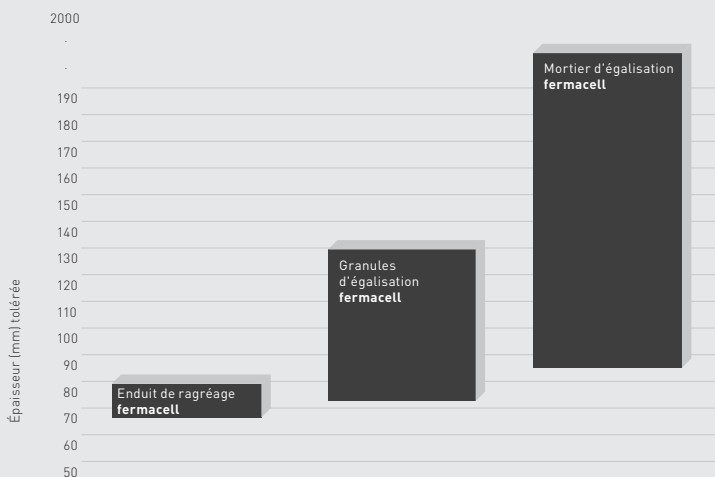 2000
.
.
190
180
170
160
150
140
130
120
110
100
90
80
70
60
50
Épaisseur (mm) tolérée
Enduit de ragréage
fermacell
Granules
d'égalisation
fermacell
Mortier d'égalisation
fermacell